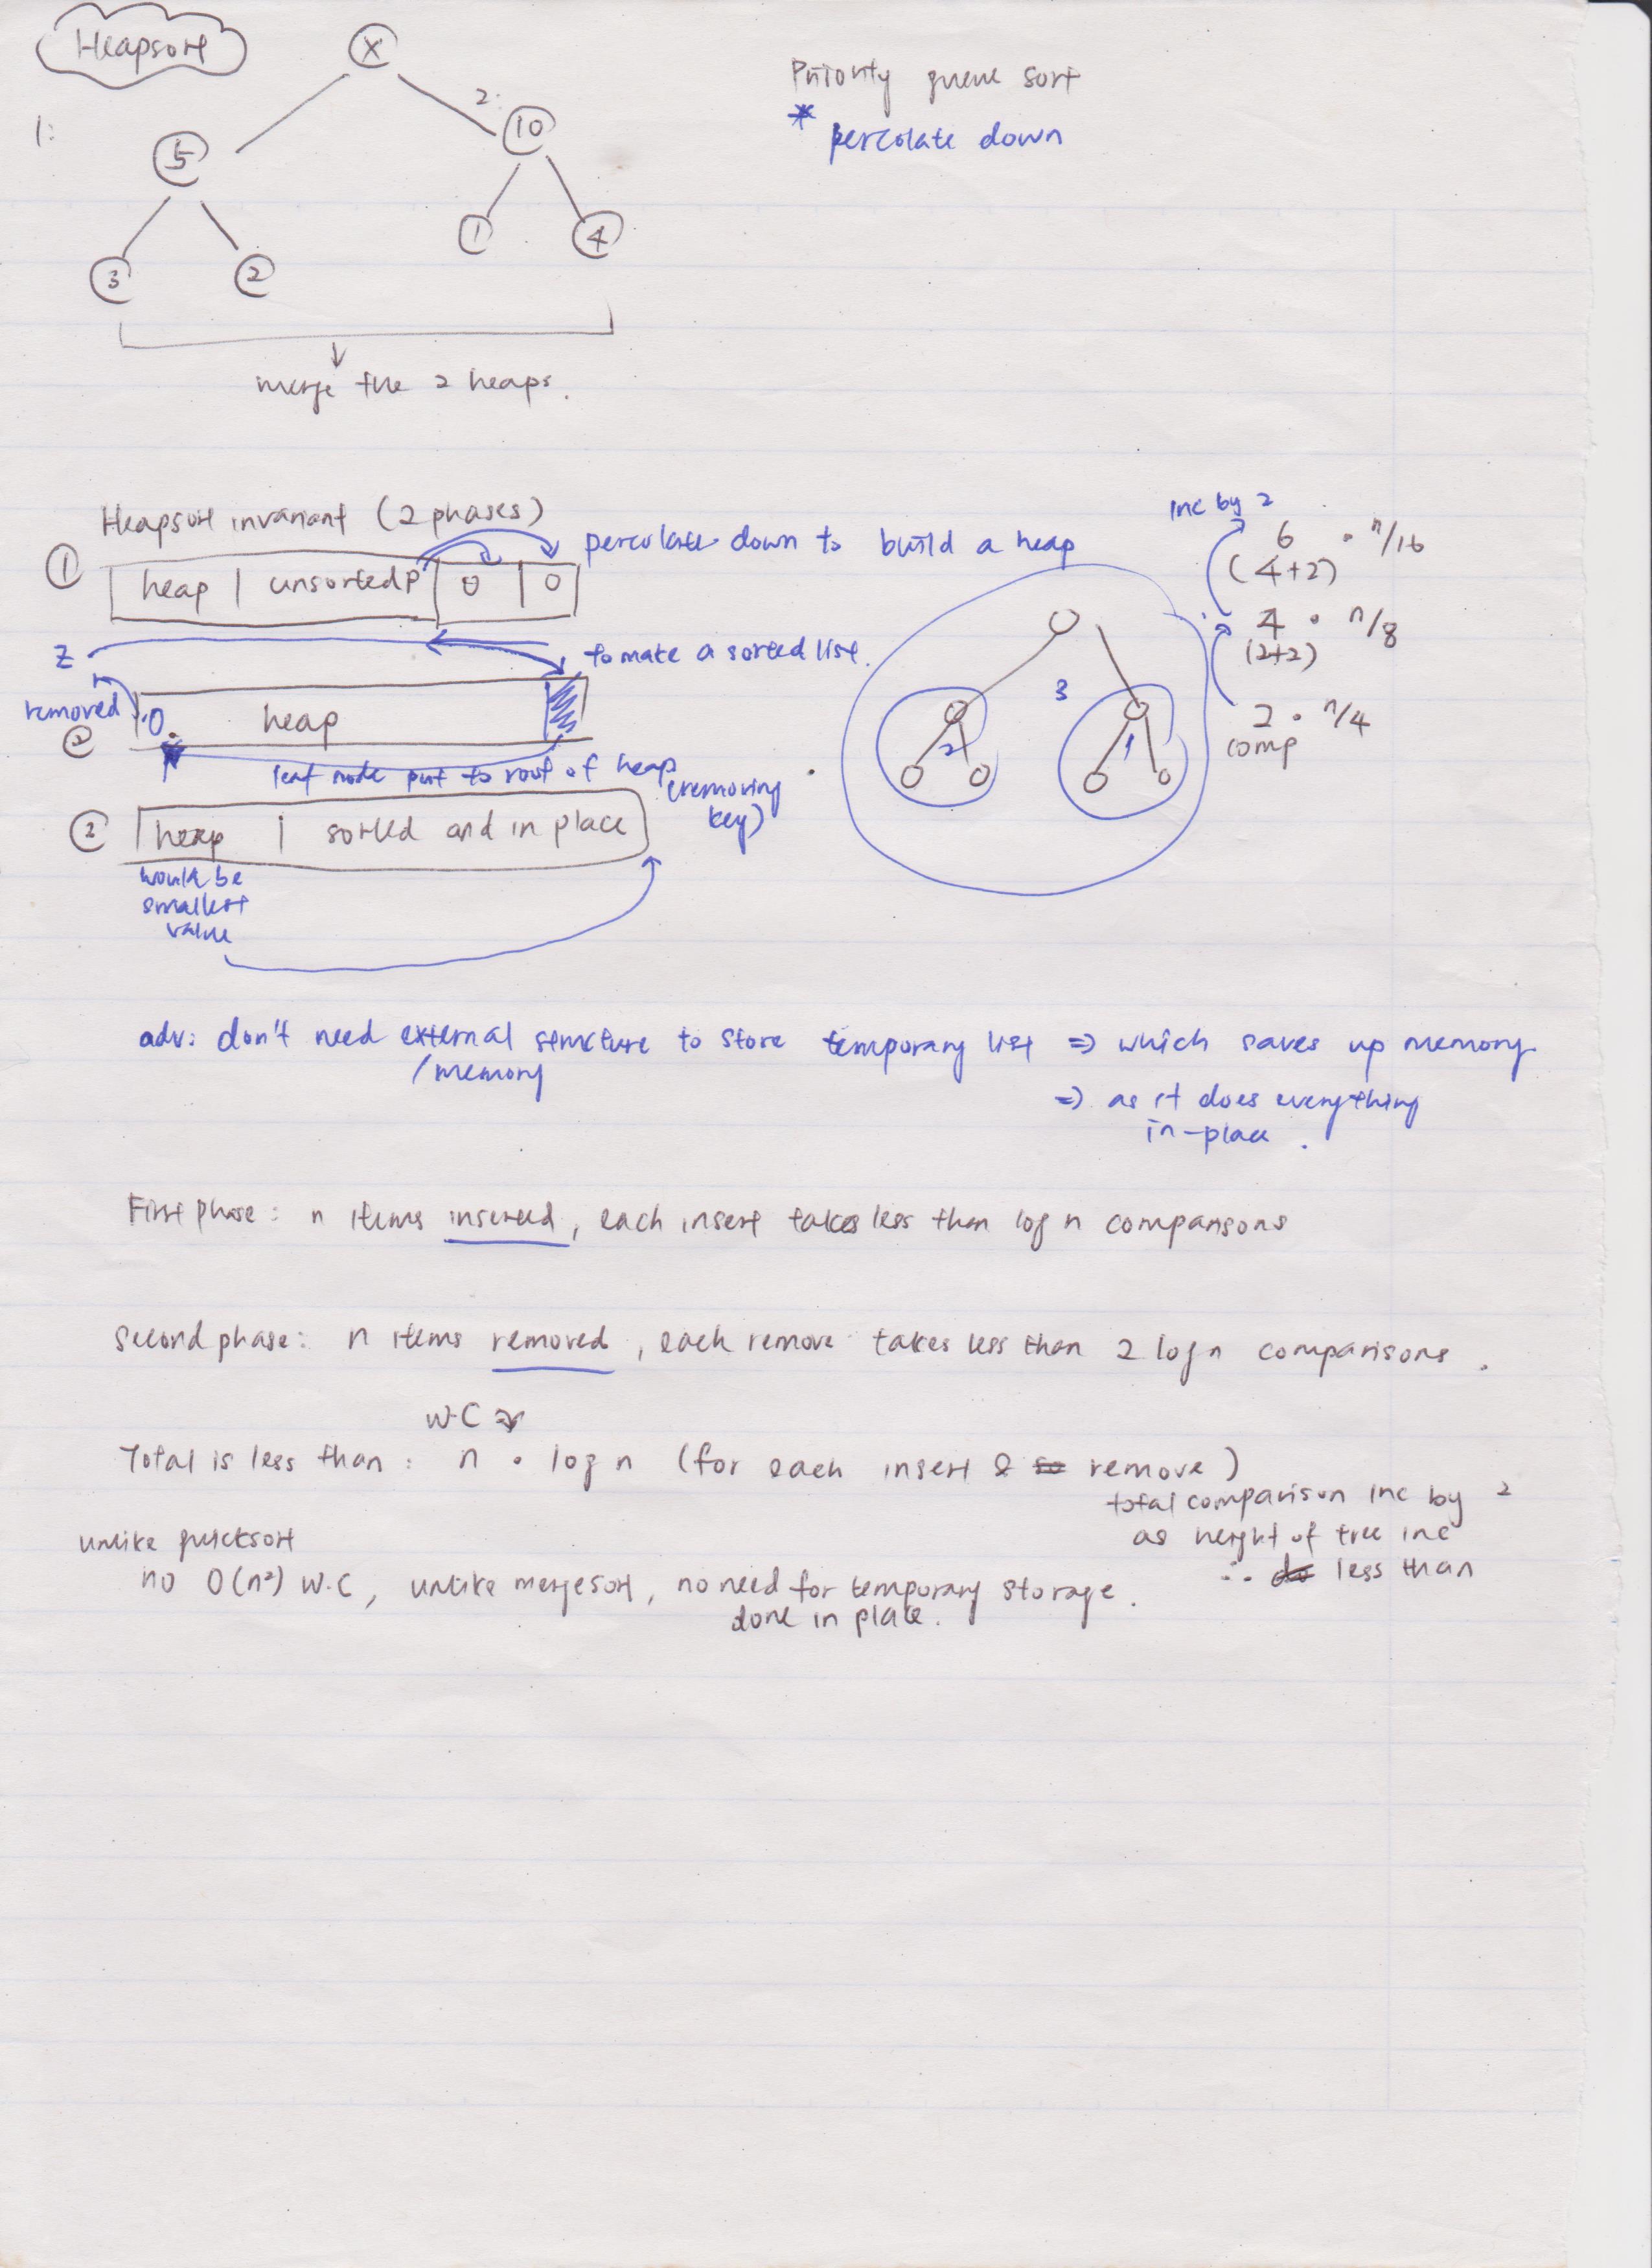 Heapsort
X
Priority queue sort
* percolate down
1:
2:
5
10
3
2
1
4
merge the 2 heaps.
Heapsort invariant (2 phases)
① percolate down to build a heap
heap | unsorted
to make a sorted list.
removed
heap
②
leaf node put to root of heap
(removing key)
② heap | sorted and in place
would be
smallest
value
inc by 2
6 · n/16
(4+2)
4 · n/8
(2+2)
2 · n/4
comp
3
2
1
adv: don't need external structure to store temporary list => which saves up memory
/memory
=> as it does everything
in-place.
First phase: n items inserted, each insert takes less than log n comparisons
Second phase: n items removed, each remove takes less than 2 log n comparisons.
W.C
Total is less than: n · log n (for each insert & remove)
total comparison inc by 2
as height of tree inc
∴ less than
unlike quicksort
no O(n²) W.C, unlike mergesort, no need for temporary storage.
done in place.